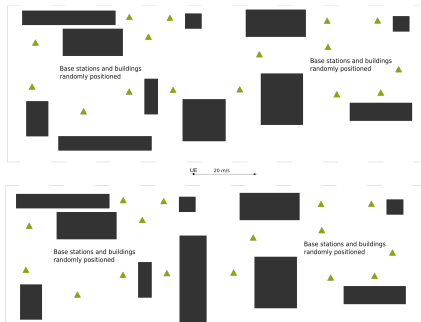 Base stations and buildings
randomly positioned
Base stations and buildings
randomly positioned
UE 20 m/s
Base stations and buildings
randomly positioned
Base stations and buildings
randomly positioned